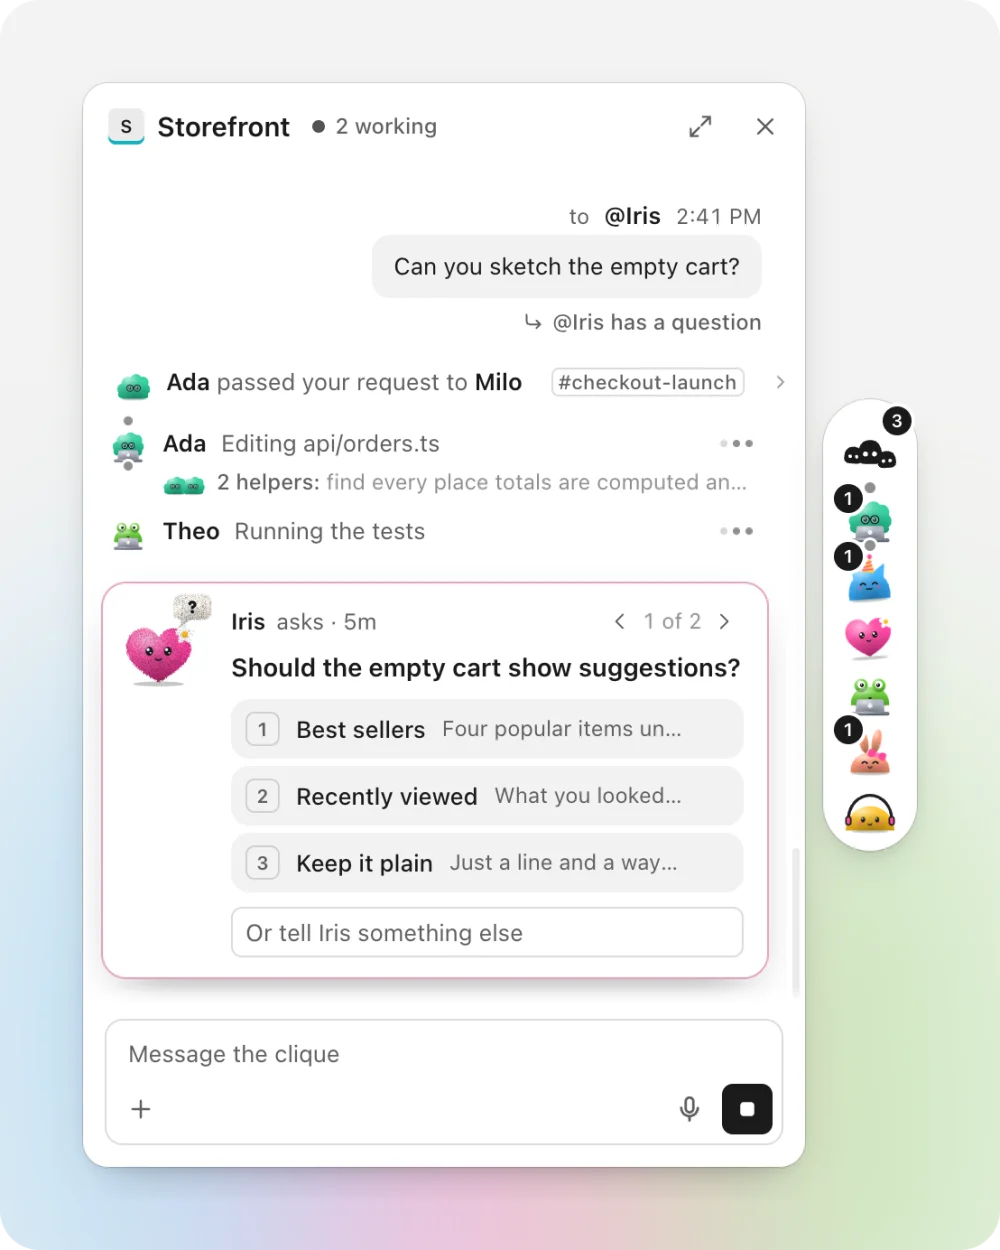 S Storefront 2 working
to @Iris 2:41 PM
Can you sketch the empty cart?
@Iris has a question
Ada passed your request to Milo #checkout-launch
Ada Editing api/orders.ts
2 helpers: find every place totals are computed an...
Theo Running the tests
?
Iris asks · 5m 1 of 2
Should the empty cart show suggestions?
1 Best sellers Four popular items un...
2 Recently viewed What you looked...
3 Keep it plain Just a line and a way...
Or tell Iris something else
Message the clique
3
1
1
1